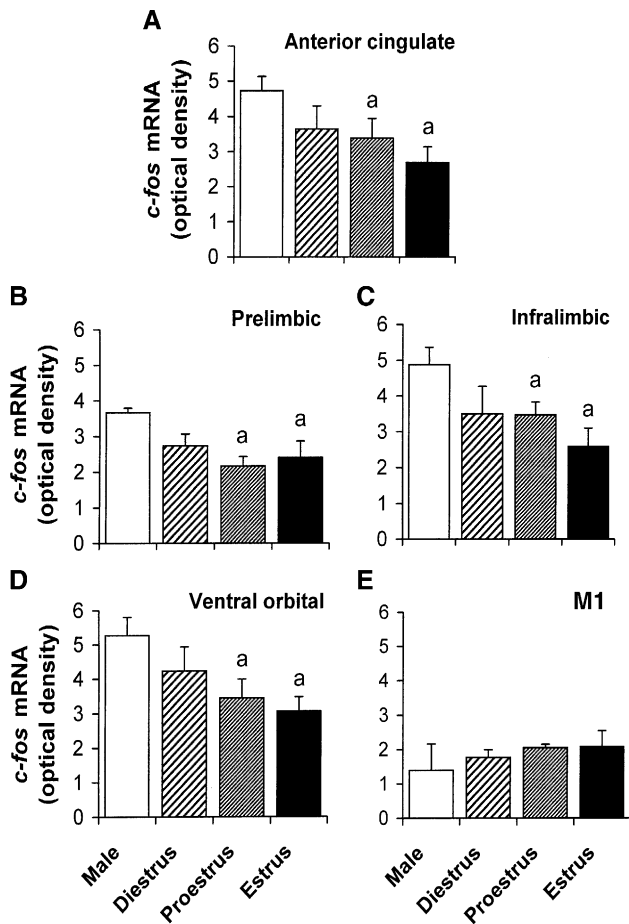 A
Anterior cingulate
6
5
4
3
2
1
0
c-fos mRNA
(optical density)
a
a
B
Prelimbic
6
5
4
3
2
1
0
c-fos mRNA
(optical density)
a
a
C
Infralimbic
6
5
4
3
2
1
0
a
a
D
Ventral orbital
6
5
4
3
2
1
0
c-fos mRNA
(optical density)
a
a
Male
Diestrus
Proestrus
Estrus
E
M1
6
5
4
3
2
1
0
Male
Diestrus
Proestrus
Estrus